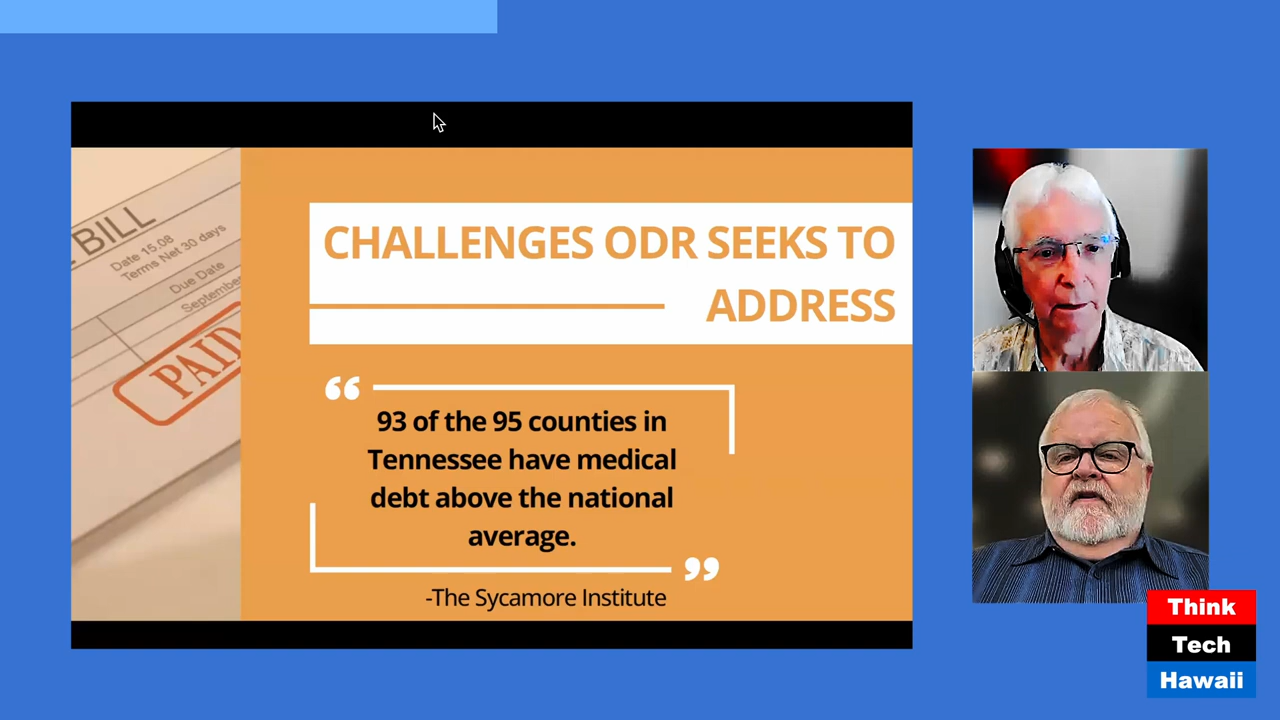 BILL
Date 15.08
Terms Net 30 days
Due Date
September
PAID
CHALLENGES ODR SEEKS TO
ADDRESS
“
93 of the 95 counties in
Tennessee have medical
debt above the national
average.
”
-The Sycamore Institute
Think
Tech
Hawaii